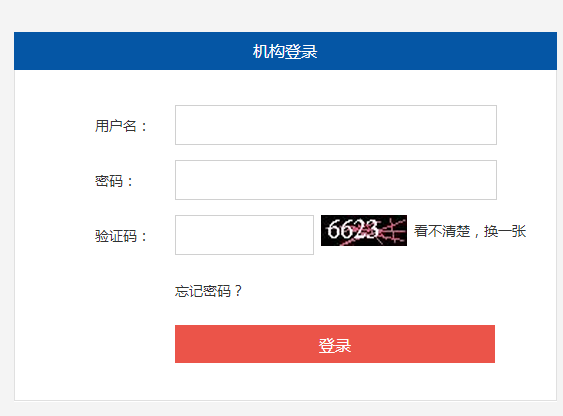 机构登录
用户名：
密码：
验证码： 6623 看不清楚，换一张
忘记密码？
登录